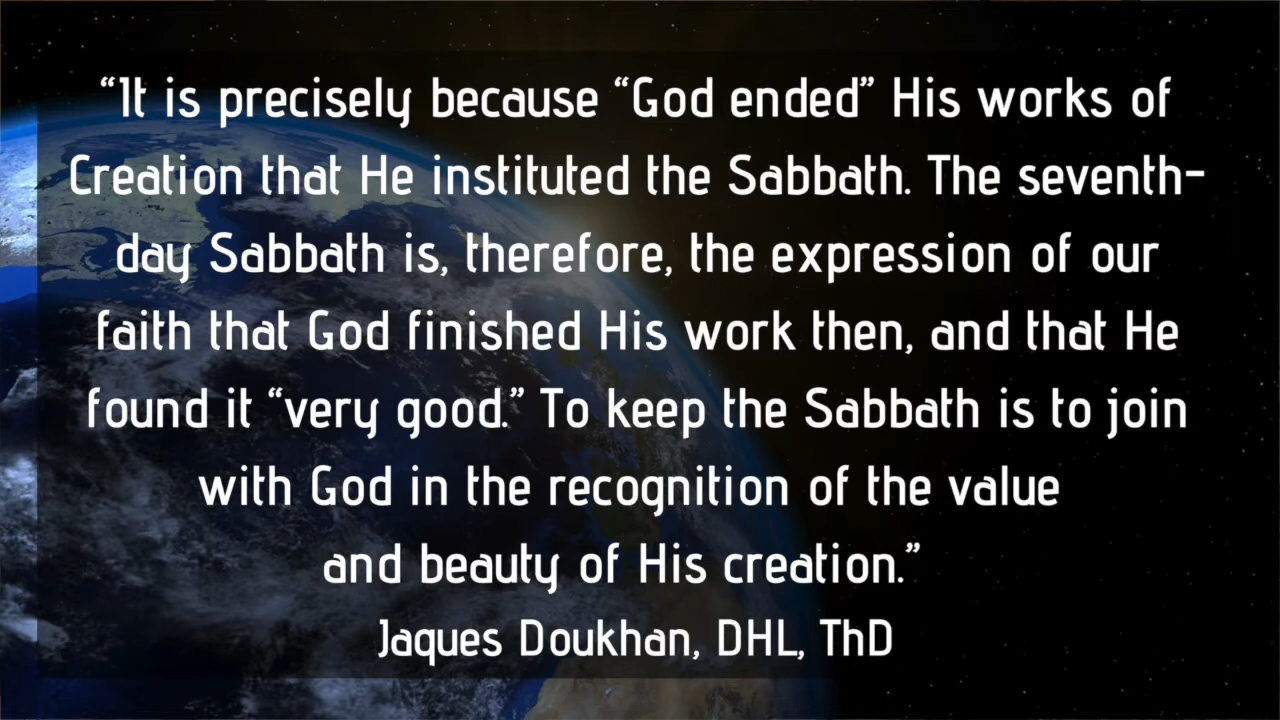 “It is precisely because “God ended” His works of
Creation that He instituted the Sabbath. The seventh-
day Sabbath is, therefore, the expression of our
faith that God finished His work then, and that He
found it “very good.” To keep the Sabbath is to join
with God in the recognition of the value
and beauty of His creation.”
Jaques Doukhan, DHL, ThD